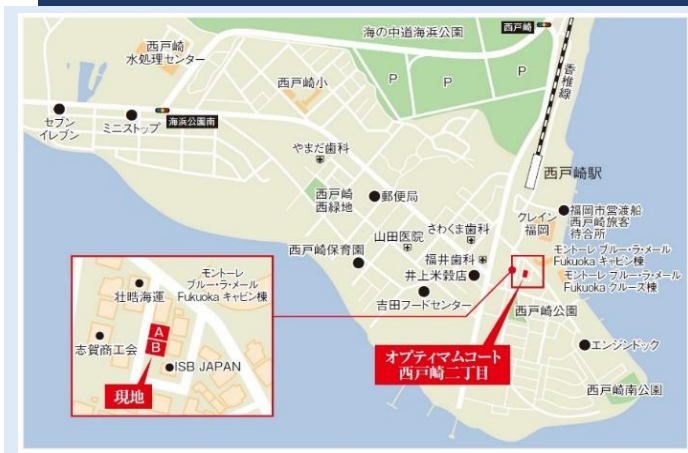 海の中道海浜公園
西戸崎
西戸崎
水処理センター
西戸崎小
P
P
P
P
香椎線
セブン
イレブン
ミニストップ
海浜公園南
やまだ歯科
西戸崎駅
西戸崎
西緑地
郵便局
クレイン
福岡
福岡市営渡船
西戸崎旅客
待合所
さわくま歯科
山田医院
西戸崎保育園
福井歯科
井上米穀店
モントーレ ブルー・ラ・メール
Fukuoka キャビン棟
モントーレ ブルー・ラ・メール
Fukuoka クルーズ棟
吉田フードセンター
西戸崎公園
オプティマムコート
西戸崎二丁目
エンジンドック
西戸崎南公園
モントーレ
ブルー・ラ・メール
Fukuoka キャビン棟
壮皓海運
A
B
志賀商工会
ISB JAPAN
現地